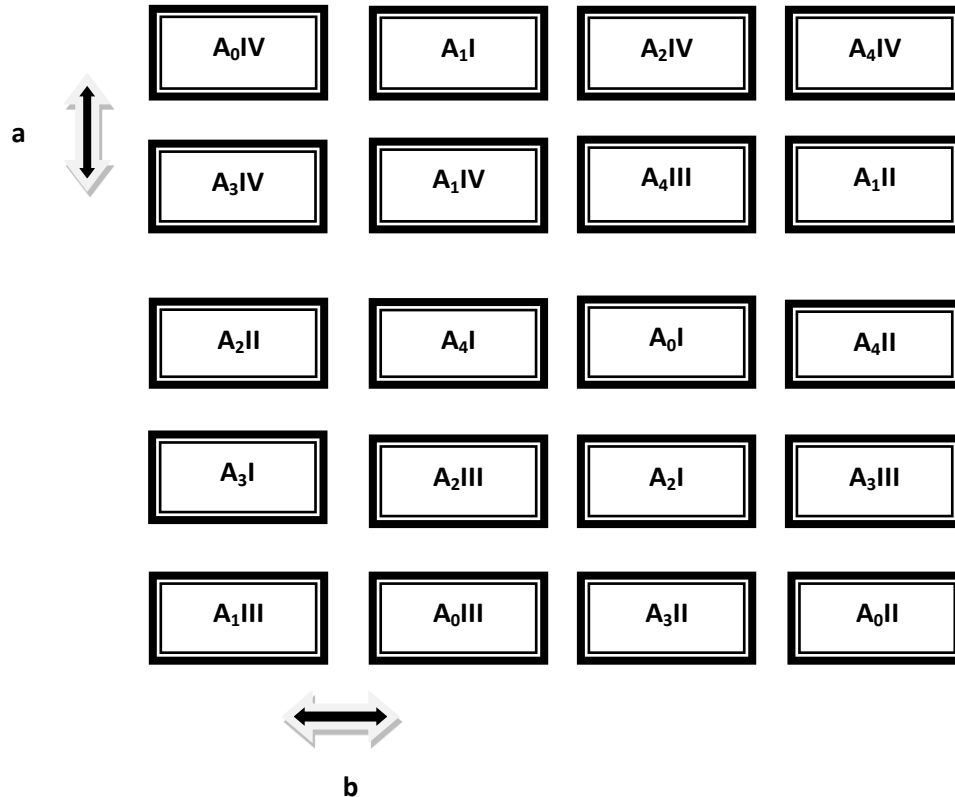 A₀IV A₁I A₂IV A₄IV
a
A₃IV A₁IV A₄III A₁II
A₂II A₄I A₀I A₄II
A₃I A₂III A₂I A₃III
A₁III A₀III A₃II A₀II
b